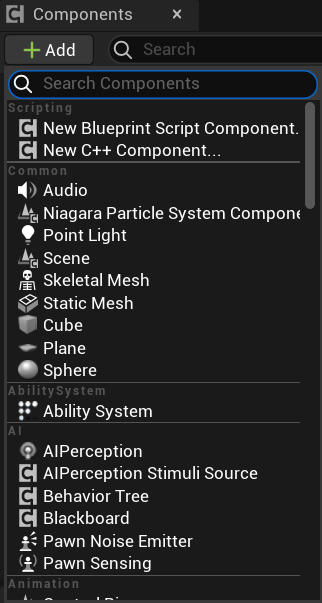 Components
Add
Search
Search Components
Scripting
New Blueprint Script Component.
New C++ Component...
Common
Audio
Niagara Particle System Compone
Point Light
Scene
Skeletal Mesh
Static Mesh
Cube
Plane
Sphere
AbilitySystem
Ability System
AI
AIPerception
AIPerception Stimuli Source
Behavior Tree
Blackboard
Pawn Noise Emitter
Pawn Sensing
Animation